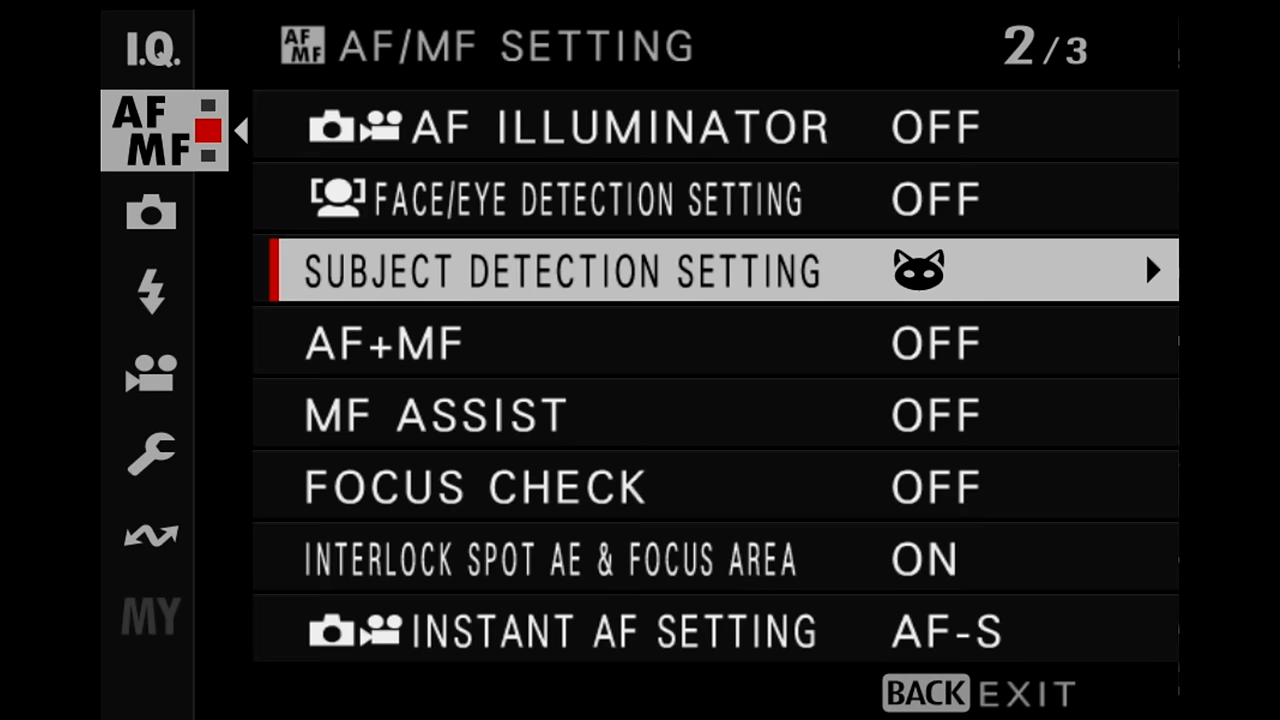 I.Q.
AF MF AF/MF SETTING 2/3
AF
MF
AF ILLUMINATOR OFF
FACE/EYE DETECTION SETTING OFF
SUBJECT DETECTION SETTING
AF+MF OFF
MF ASSIST OFF
FOCUS CHECK OFF
INTERLOCK SPOT AE & FOCUS AREA ON
INSTANT AF SETTING AF-S
MY
BACK EXIT